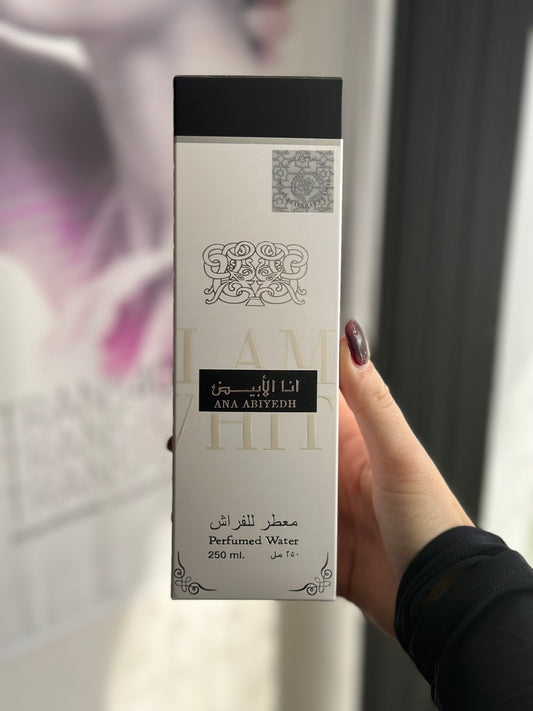 I AM
انا الأبيض
ANA ABIYEDH
WHIT
معطر للفراش
Perfumed Water
250 ml. ٢٥٠ مل